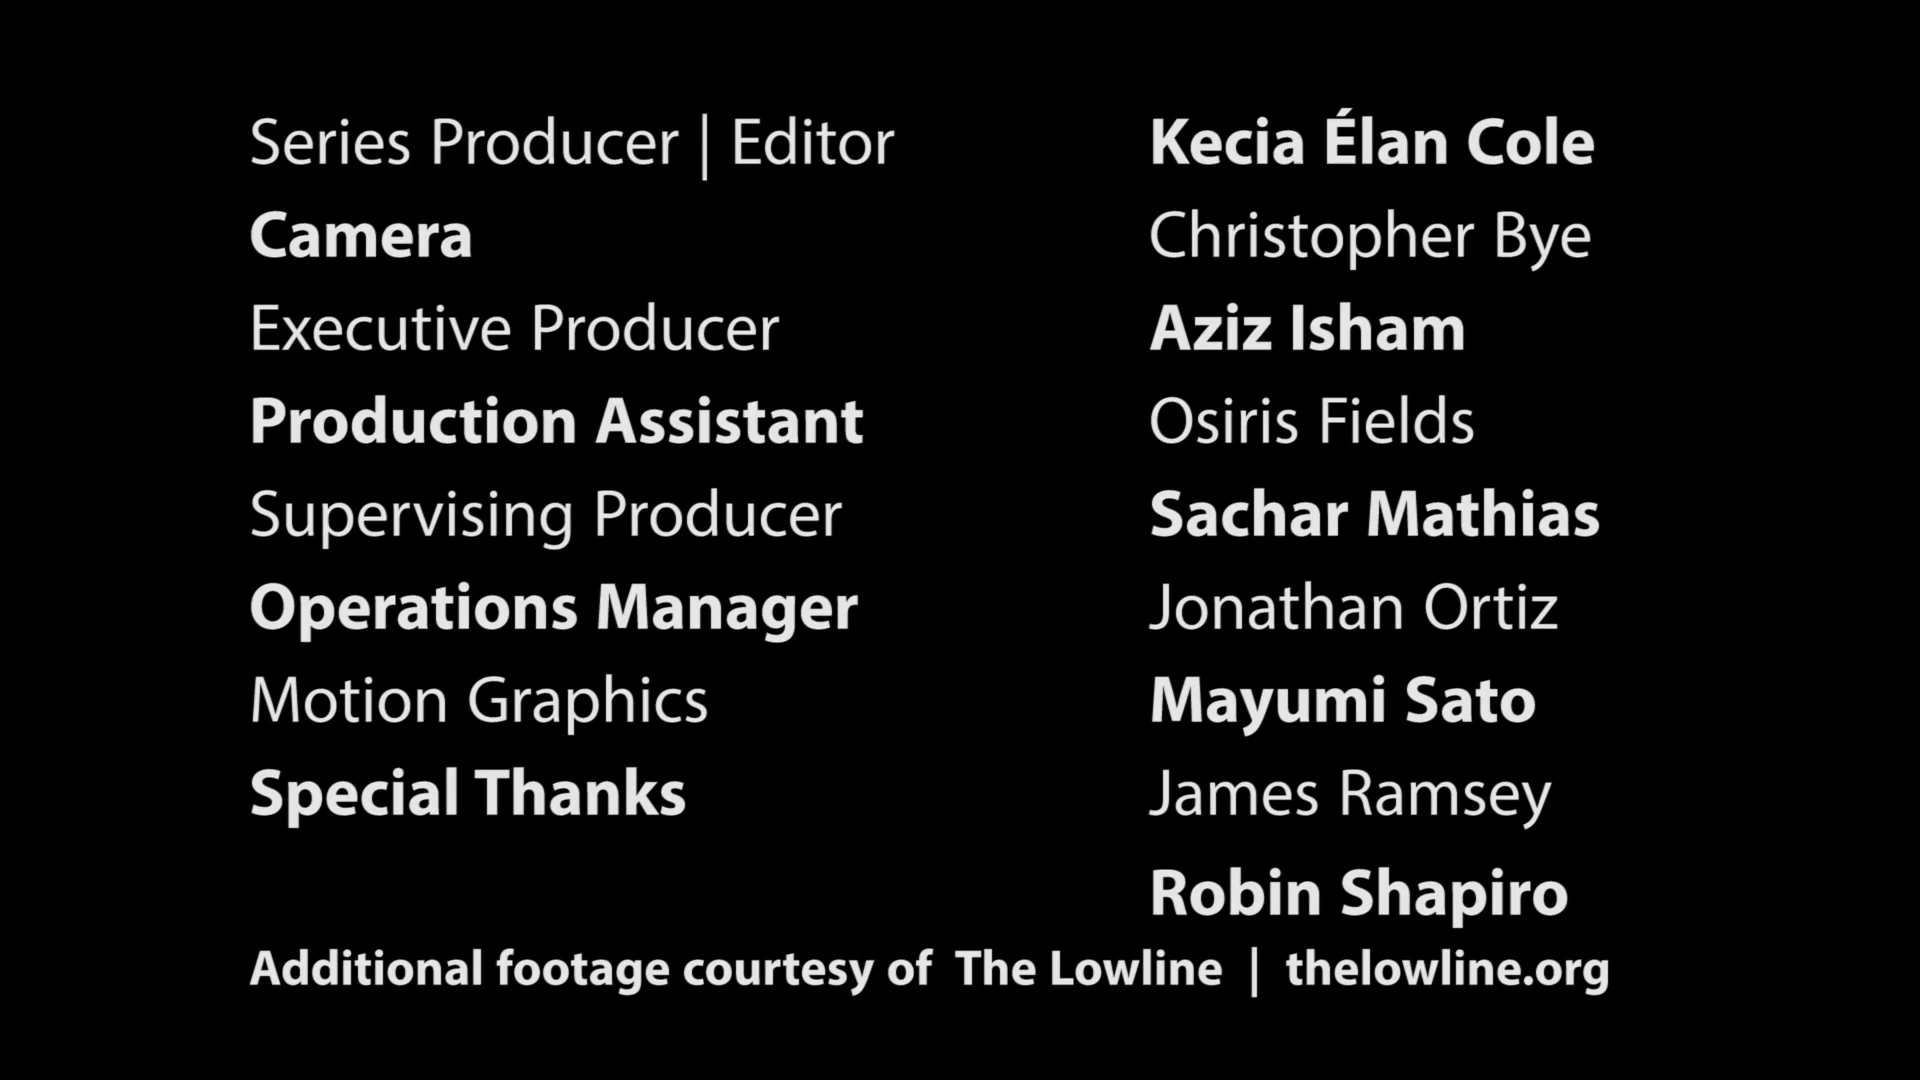 Series Producer | Editor Kecia Élan Cole
Camera Christopher Bye
Executive Producer Aziz Isham
Production Assistant Osiris Fields
Supervising Producer Sachar Mathias
Operations Manager Jonathan Ortiz
Motion Graphics Mayumi Sato
Special Thanks James Ramsey
Robin Shapiro
Additional footage courtesy of The Lowline | thelowline.org